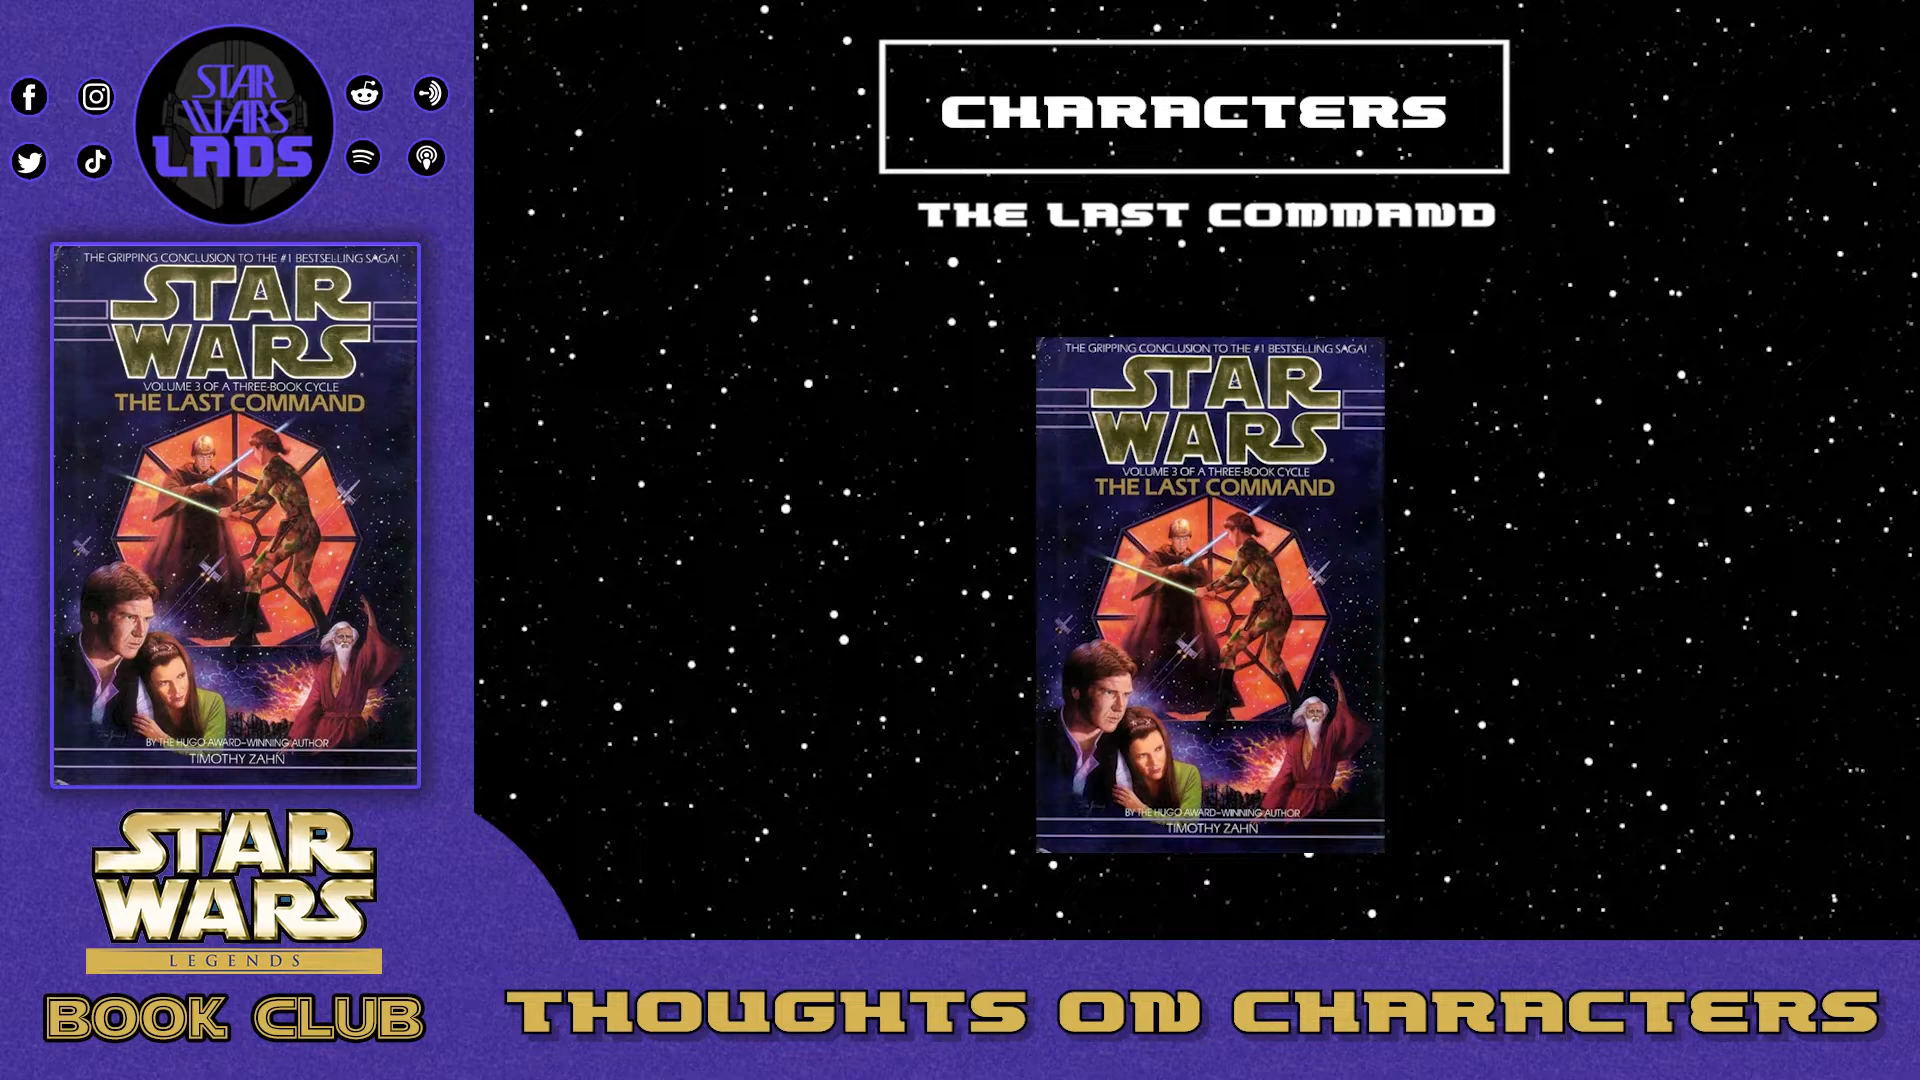 STAR
WARS
LADS
THE GRIPPING CONCLUSION TO THE #1 BESTSELLING SAGA!
STAR
WARS
VOLUME 3 OF A THREE-BOOK CYCLE
THE LAST COMMAND
BY THE HUGO AWARD-WINNING AUTHOR
TIMOTHY ZAHN
STAR
WARS
LEGENDS
BOOK CLUB
CHARACTERS
THE LAST COMMAND
THE GRIPPING CONCLUSION TO THE #1 BESTSELLING SAGA!
STAR
WARS
VOLUME 3 OF A THREE-BOOK CYCLE
THE LAST COMMAND
BY THE HUGO AWARD-WINNING AUTHOR
TIMOTHY ZAHN
THOUGHTS ON CHARACTERS